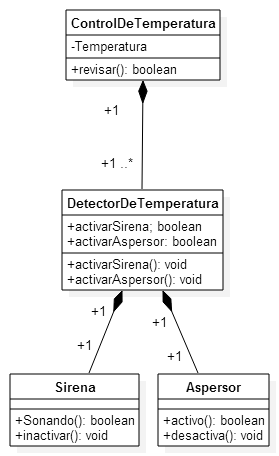 ControlDeTemperatura
-Temperatura
+revisar(): boolean
+1
+1 ..*
DetectorDeTemperatura
+activarSirena; boolean
+activarAspersor: boolean
+activarSirena(): void
+activarAspersor(): void
+1
+1
+1
+1
Sirena
+Sonando(): boolean
+inactivar(): void
Aspersor
+activo(): boolean
+desactiva(): void